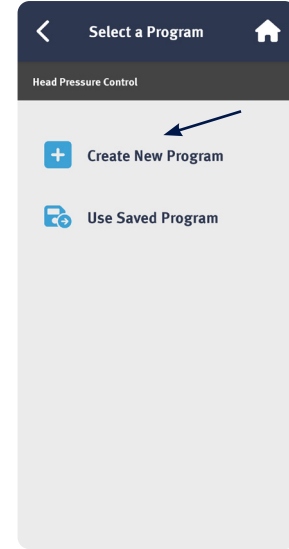 Select a Program
Head Pressure Control
Create New Program
Use Saved Program